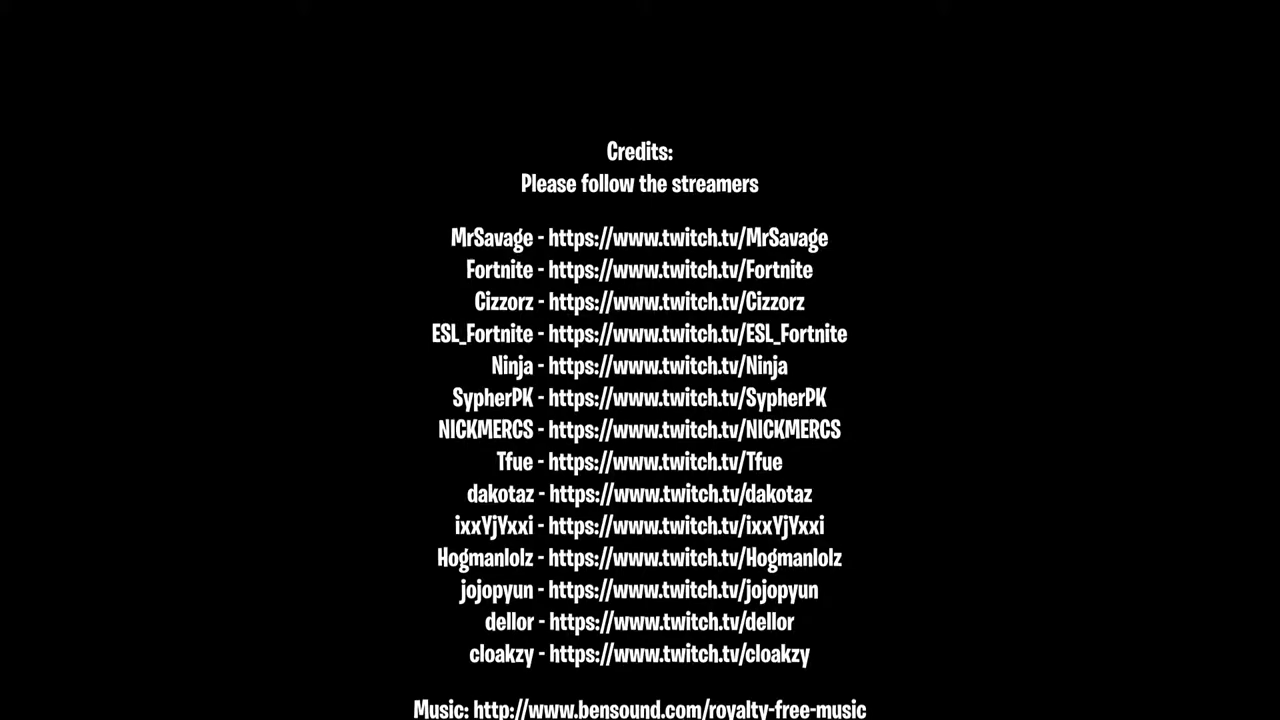 Credits:
Please follow the streamers
MrSavage - https://www.twitch.tv/MrSavage
Fortnite - https://www.twitch.tv/Fortnite
Cizzorz - https://www.twitch.tv/Cizzorz
ESL_Fortnite - https://www.twitch.tv/ESL_Fortnite
Ninja - https://www.twitch.tv/Ninja
SypherPK - https://www.twitch.tv/SypherPK
NICKMERCS - https://www.twitch.tv/NICKMERCS
Tfue - https://www.twitch.tv/Tfue
dakotaz - https://www.twitch.tv/dakotaz
ixxYjYxxi - https://www.twitch.tv/ixxYjYxxi
Hogmanlolz - https://www.twitch.tv/Hogmanlolz
jojopyun - https://www.twitch.tv/jojopyun
dellor - https://www.twitch.tv/dellor
cloakzy - https://www.twitch.tv/cloakzy
Music: http://www.bensound.com/royalty-free-music